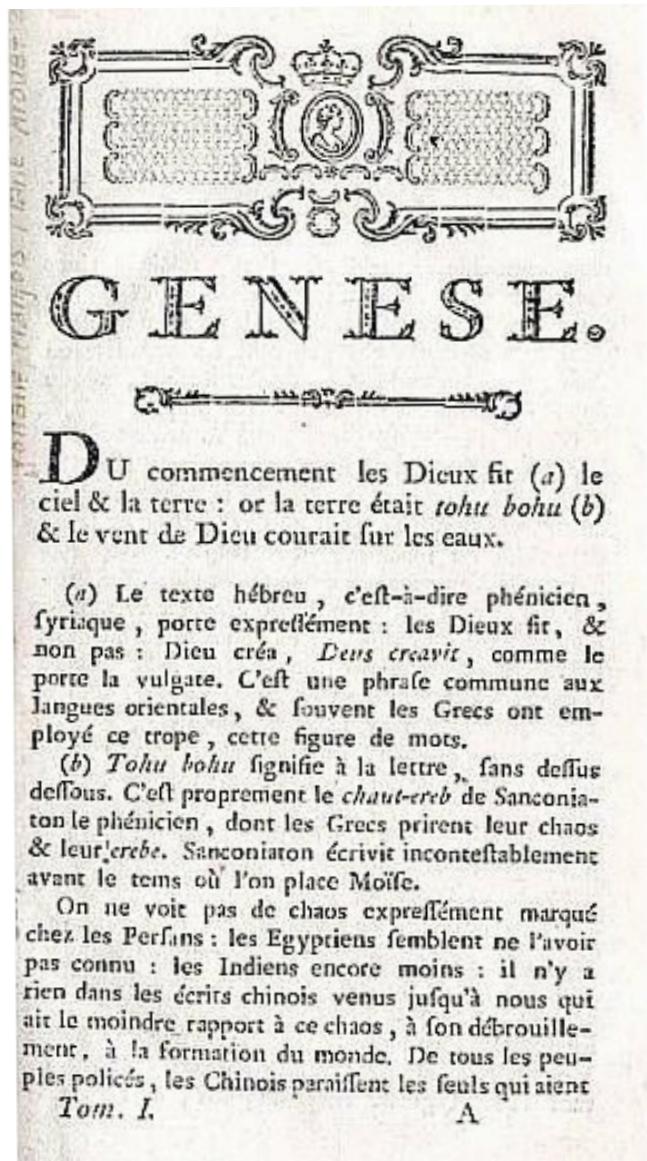 GENESE.
DU commencement les Dieux fit (a) le
ciel & la terre : or la terre était tohu bohu (b)
& le vent de Dieu courait ſur les eaux.
(a) Le texte hébreu , c'eſt-à-dire phénicien ,
ſyriaque , porte expreſſément : les Dieux fit , &
non pas : Dieu créa , Deus creavit , comme le
porte la vulgate. C'eſt une phraſe commune aux
langues orientales , & ſouvent les Grecs ont em-
ployé ce trope , cette figure de mots.
(b) Tohu bohu ſignifie à la lettre , ſans deſſus
deſſous. C'eſt proprement le chaut-ereb de Sanconia-
ton le phénicien , dont les Grecs prirent leur chaos
& leur erebe. Sanconiaton écrivit inconteſtablement
avant le tems où l'on place Moïſe.
On ne voit pas de chaos expreſſément marqué
chez les Perſans : les Egyptiens ſemblent ne l'avoir
pas connu : les Indiens encore moins : il n'y a
rien dans les écrits chinois venus juſqu'à nous qui
ait le moindre rapport à ce chaos , à ſon débrouille-
ment , à la formation du monde. De tous les peu-
ples policés , les Chinois paraiſſent les ſeuls qui aient
Tom. I. A